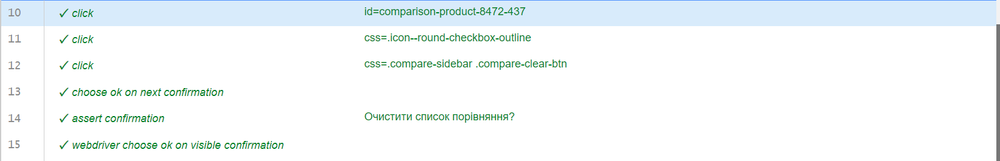 10 ✓ click id=comparison-product-8472-437
11 ✓ click css=.icon--round-checkbox-outline
12 ✓ click css=.compare-sidebar .compare-clear-btn
13 ✓ choose ok on next confirmation
14 ✓ assert confirmation Очистити список порівняння?
15 ✓ webdriver choose ok on visible confirmation